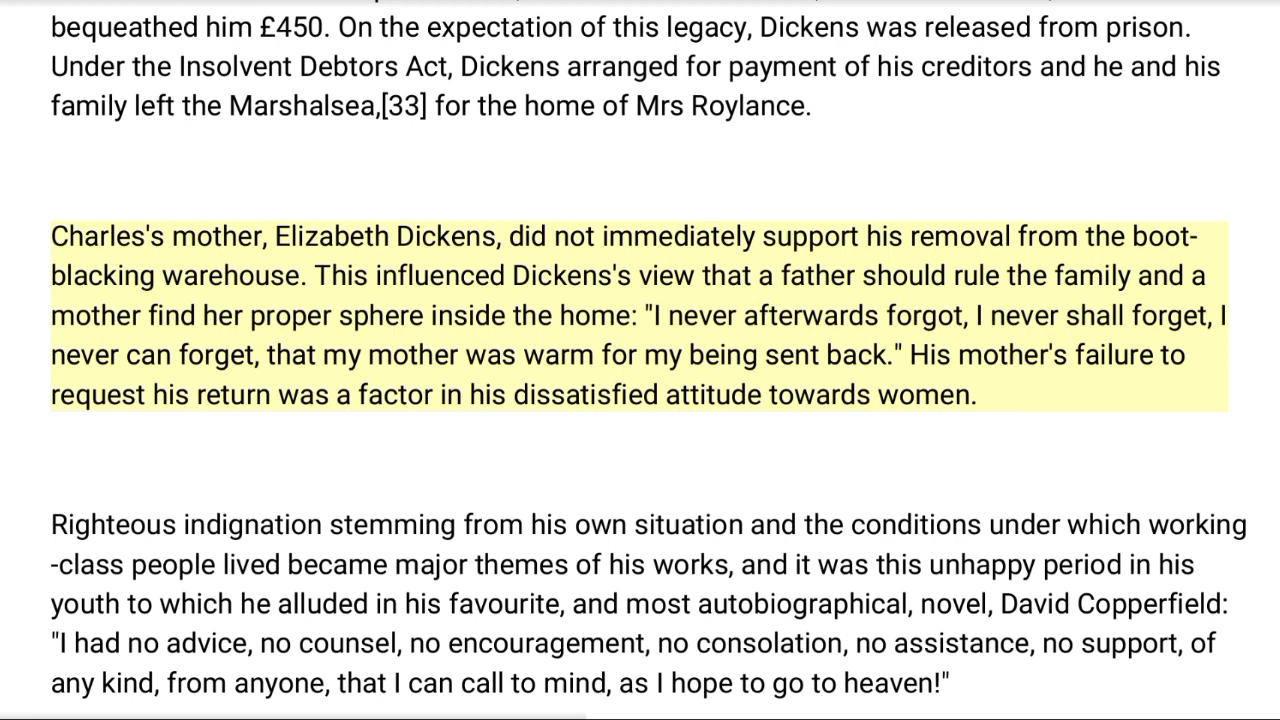 bequeathed him £450. On the expectation of this legacy, Dickens was released from prison.
Under the Insolvent Debtors Act, Dickens arranged for payment of his creditors and he and his
family left the Marshalsea,[33] for the home of Mrs Roylance.
Charles's mother, Elizabeth Dickens, did not immediately support his removal from the boot-
blacking warehouse. This influenced Dickens's view that a father should rule the family and a
mother find her proper sphere inside the home: "I never afterwards forgot, I never shall forget, I
never can forget, that my mother was warm for my being sent back." His mother's failure to
request his return was a factor in his dissatisfied attitude towards women.
Righteous indignation stemming from his own situation and the conditions under which working
-class people lived became major themes of his works, and it was this unhappy period in his
youth to which he alluded in his favourite, and most autobiographical, novel, David Copperfield:
"I had no advice, no counsel, no encouragement, no consolation, no assistance, no support, of
any kind, from anyone, that I can call to mind, as I hope to go to heaven!"